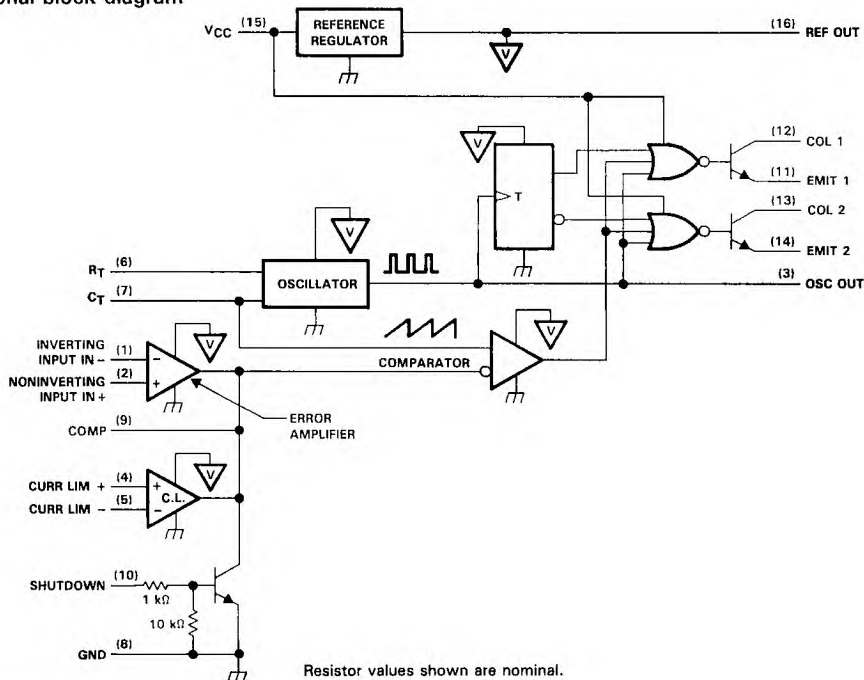 onal block diagram
VCC (15)
REFERENCE
REGULATOR
(16)
REF OUT
V
V
T
(12)
COL 1
(11)
EMIT 1
(13)
COL 2
(14)
EMIT 2
(3)
OSC OUT
V
RT (6)
CT (7)
OSCILLATOR
INVERTING
INPUT IN− (1)
−
NONINVERTING (2)
INPUT IN+
+
V
COMPARATOR
V
ERROR
AMPLIFIER
COMP (9)
CURR LIM + (4)
+
C.L.
CURR LIM − (5)
−
V
SHUTDOWN (10)
1 kΩ
10 kΩ
GND (8)
Resistor values shown are nominal.